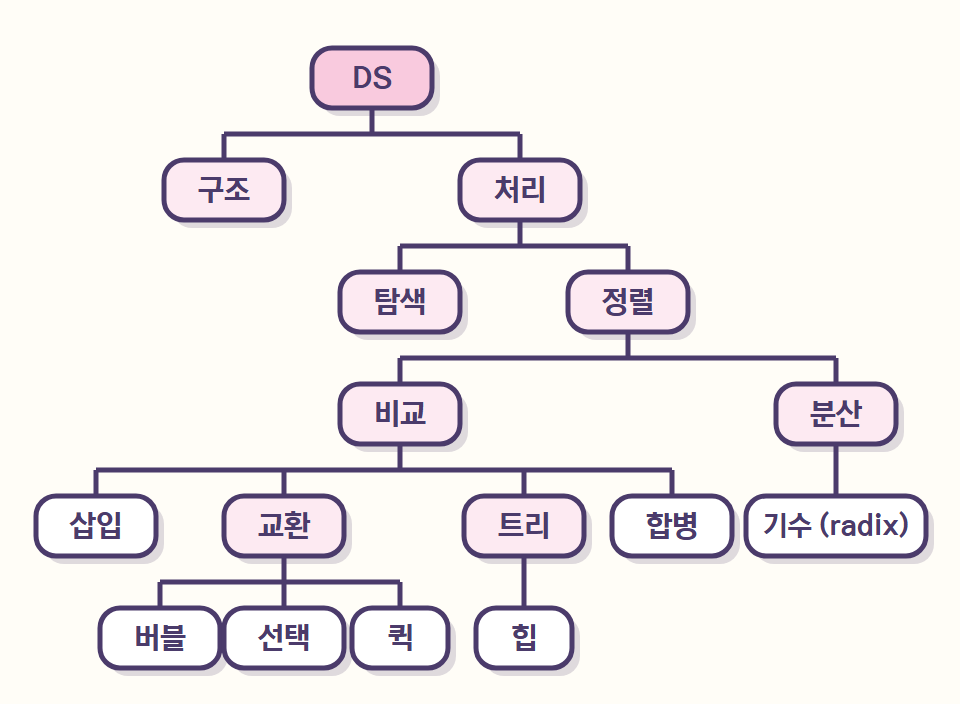 DS
구조
처리
탐색
정렬
비교
분산
삽입
교환
트리
합병
기수 (radix)
버블
선택
퀵
힙